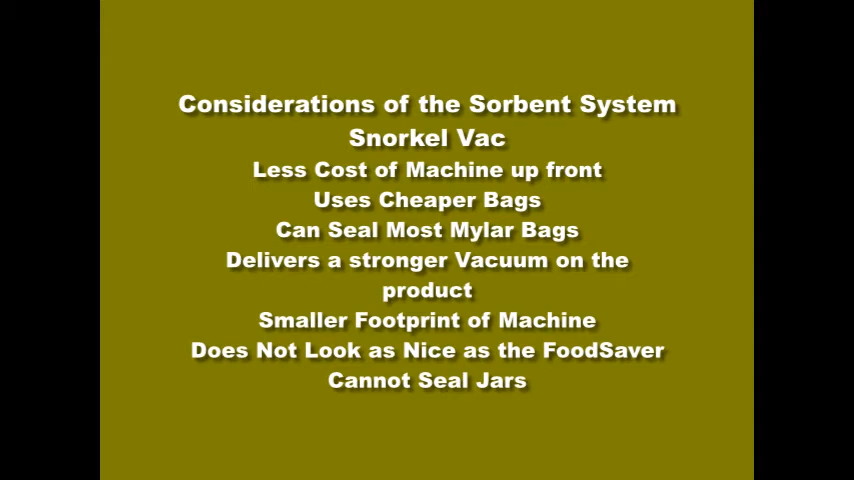 Considerations of the Sorbent System
Snorkel Vac
Less Cost of Machine up front
Uses Cheaper Bags
Can Seal Most Mylar Bags
Delivers a stronger Vacuum on the
product
Smaller Footprint of Machine
Does Not Look as Nice as the FoodSaver
Cannot Seal Jars